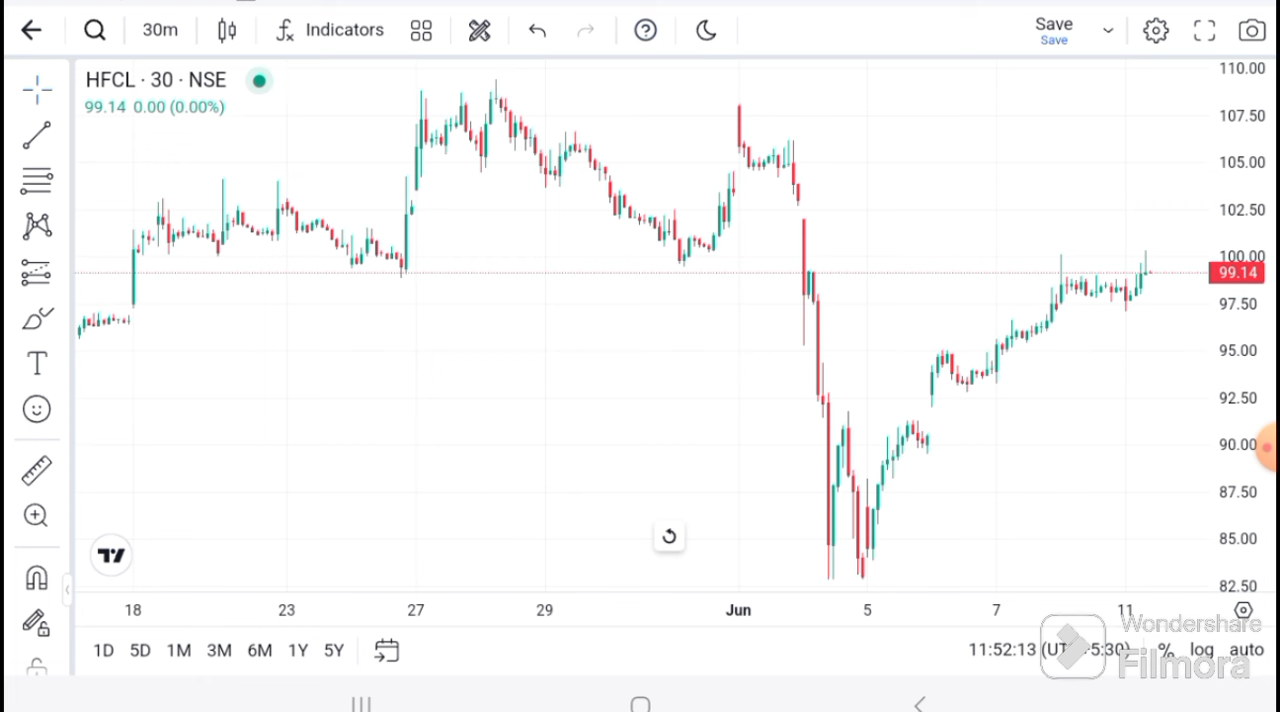 30m
Indicators
Save
Save
HFCL · 30 · NSE
99.14 0.00 (0.00%)
110.00
107.50
105.00
102.50
100.00
99.14
97.50
95.00
92.50
90.00
87.50
85.00
82.50
18 23 27 29 Jun 5 7 11
1D 5D 1M 3M 6M 1Y 5Y
11:52:13 % log auto
Wondershare
Filmora